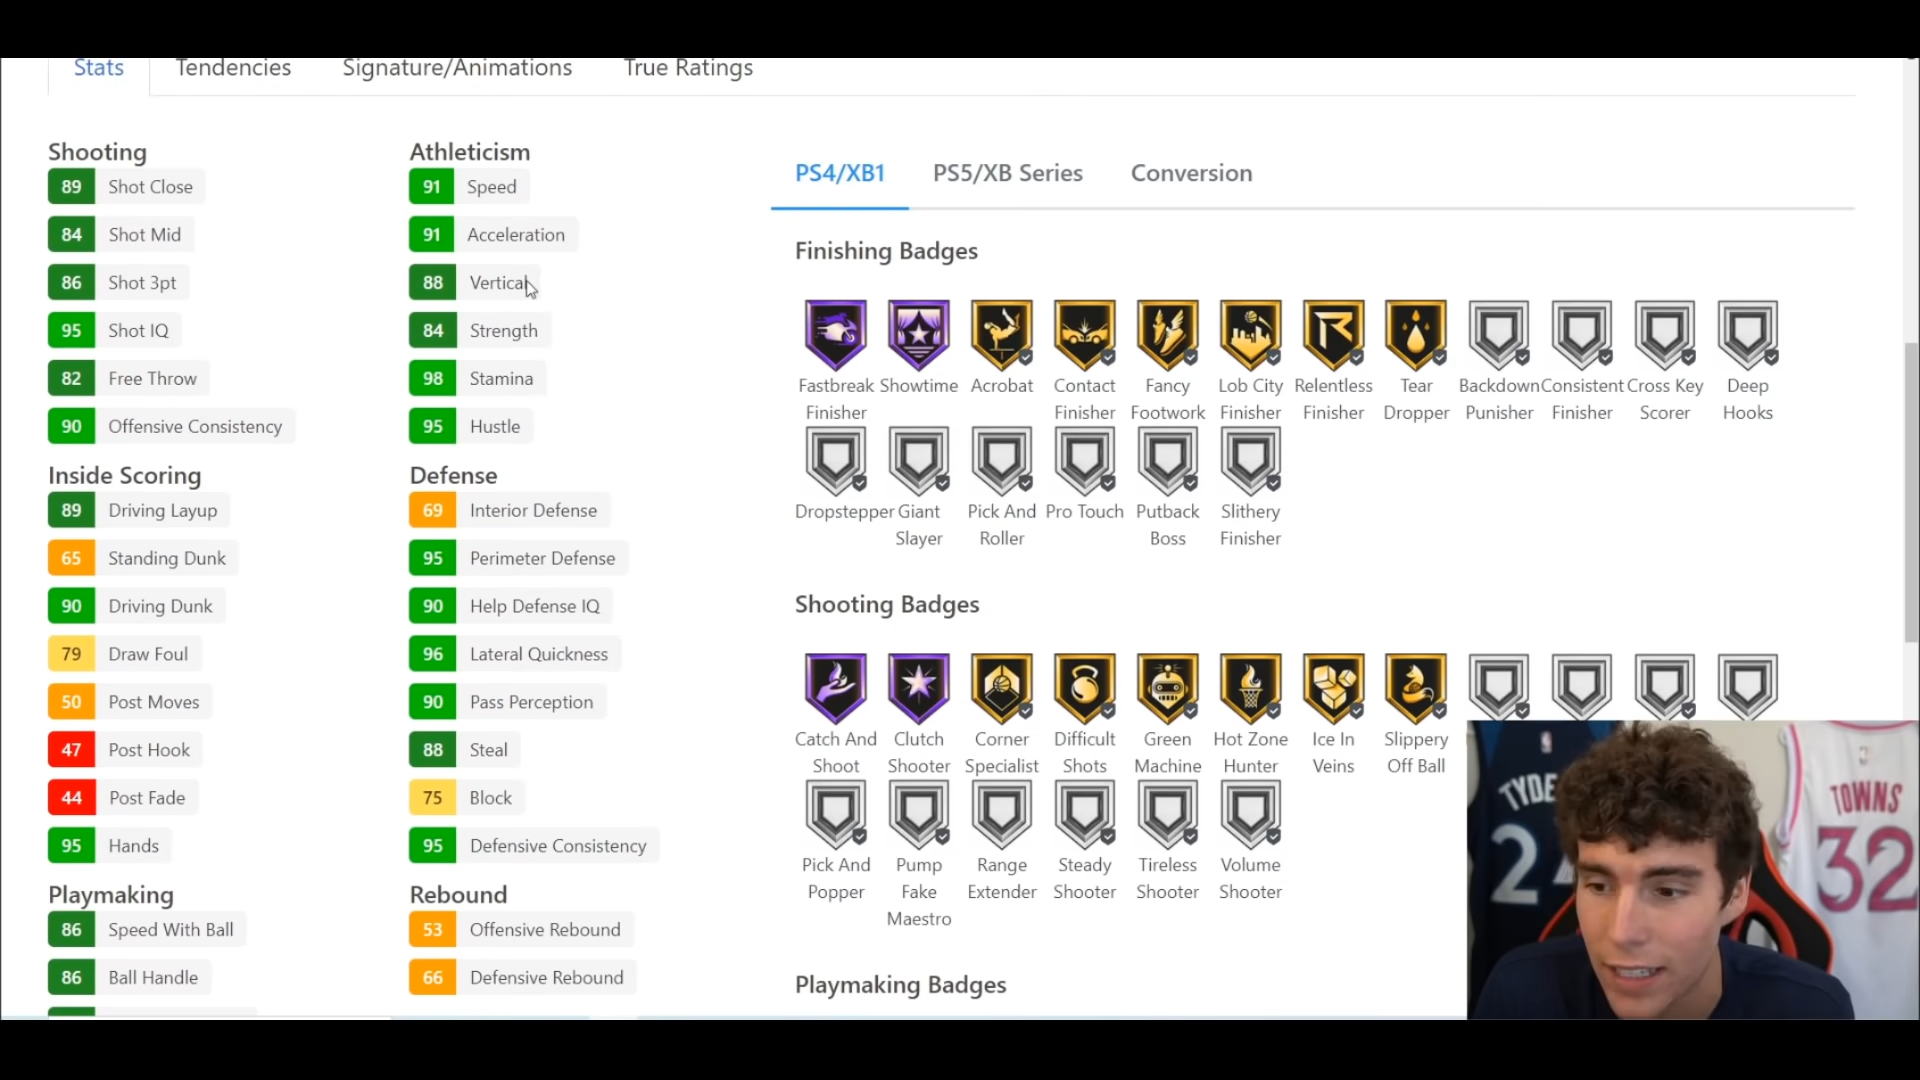 Stats Tendencies Signature/Animations True Ratings
Shooting
89 Shot Close
84 Shot Mid
86 Shot 3pt
95 Shot IQ
82 Free Throw
90 Offensive Consistency
Inside Scoring
89 Driving Layup
65 Standing Dunk
90 Driving Dunk
79 Draw Foul
50 Post Moves
47 Post Hook
44 Post Fade
95 Hands
Playmaking
86 Speed With Ball
86 Ball Handle
Athleticism
91 Speed
91 Acceleration
88 Vertical
84 Strength
98 Stamina
95 Hustle
Defense
69 Interior Defense
95 Perimeter Defense
90 Help Defense IQ
96 Lateral Quickness
90 Pass Perception
88 Steal
75 Block
95 Defensive Consistency
Rebound
53 Offensive Rebound
66 Defensive Rebound
PS4/XB1 PS5/XB Series Conversion
Finishing Badges
Fastbreak Showtime Acrobat Contact Fancy Lob City Relentless Tear Backdown Consistent Cross Key Deep
Finisher Finisher Footwork Finisher Finisher Dropper Punisher Finisher Scorer Hooks
Dropstepper Giant Pick And Pro Touch Putback Slithery
Slayer Roller Boss Finisher
Shooting Badges
Catch And Clutch Corner Difficult Green Hot Zone Ice In Slippery
Shoot Shooter Specialist Shots Machine Hunter Veins Off Ball
Pick And Pump Range Steady Tireless Volume
Popper Fake Extender Shooter Shooter Shooter
Maestro
Playmaking Badges
TYDE
2
TOWNS
32